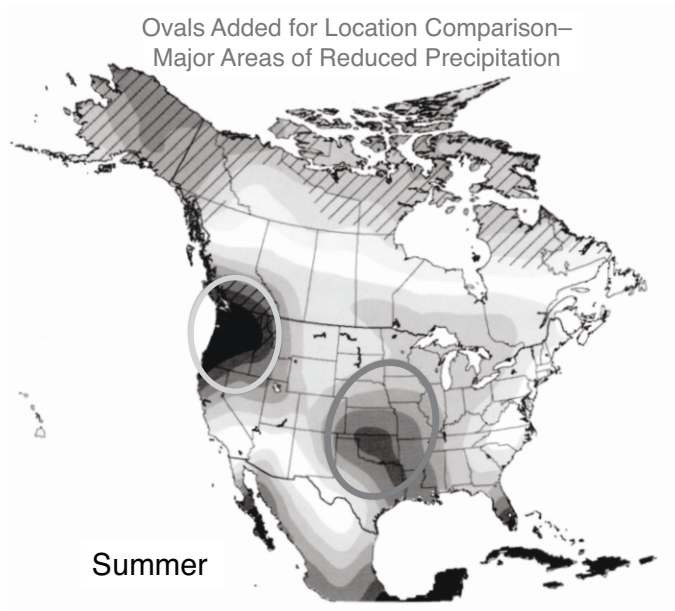 Ovals Added for Location Comparison–
Major Areas of Reduced Precipitation
Summer